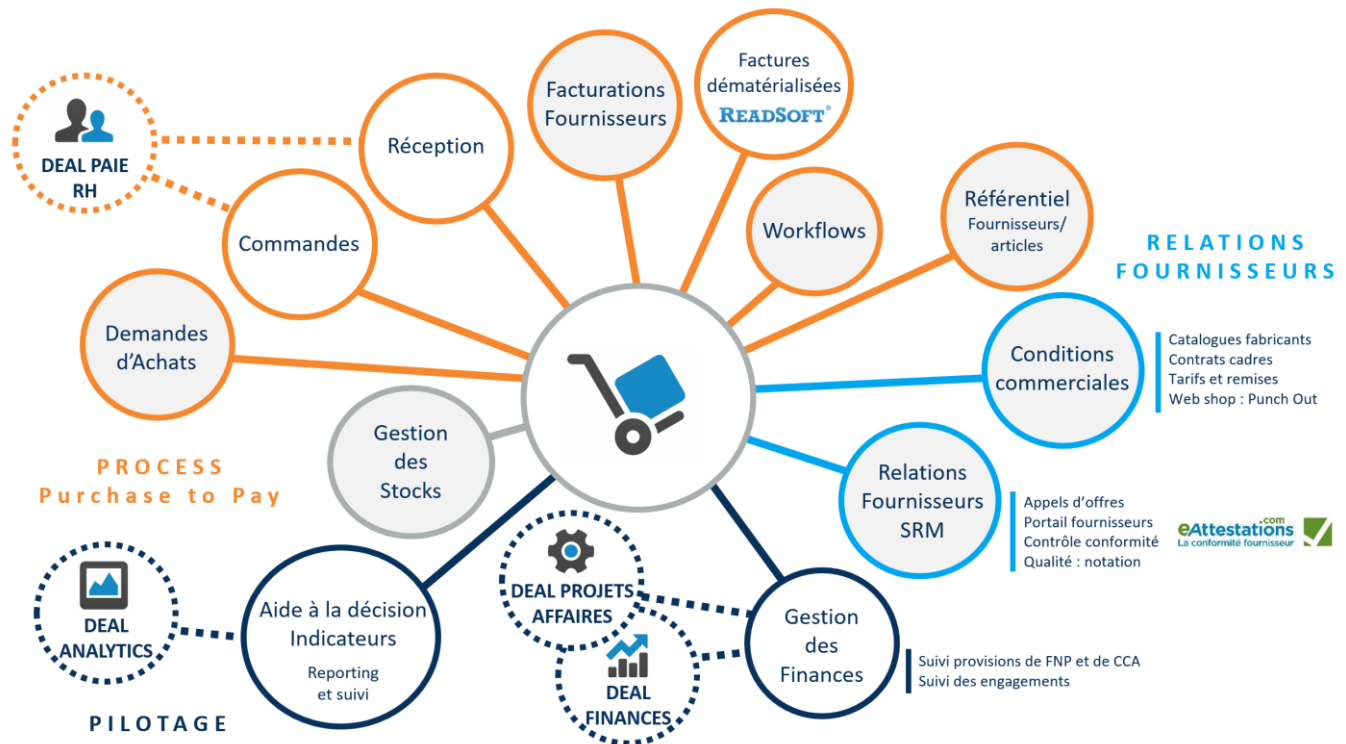 Factures
dématérialisées
READSOFT®
Facturations
Fournisseurs
Réception
DEAL PAIE
RH
Commandes
Workflows
Référentiel
Fournisseurs/
articles
RELATIONS
FOURNISSEURS
Demandes
d'Achats
Conditions
commerciales
Catalogues fabricants
Contrats cadres
Tarifs et remises
Web shop : Punch Out
Gestion
des
Stocks
PROCESS
Purchase to Pay
Relations
Fournisseurs
SRM
Appels d'offres
Portail fournisseurs
Contrôle conformité
Qualité : notation
eAttestations.com
La conformité fournisseur
DEAL
ANALYTICS
Aide à la décision
Indicateurs
Reporting
et suivi
DEAL PROJETS
AFFAIRES
DEAL
FINANCES
Gestion
des
Finances
Suivi provisions de FNP et de CCA
Suivi des engagements
PILOTAGE